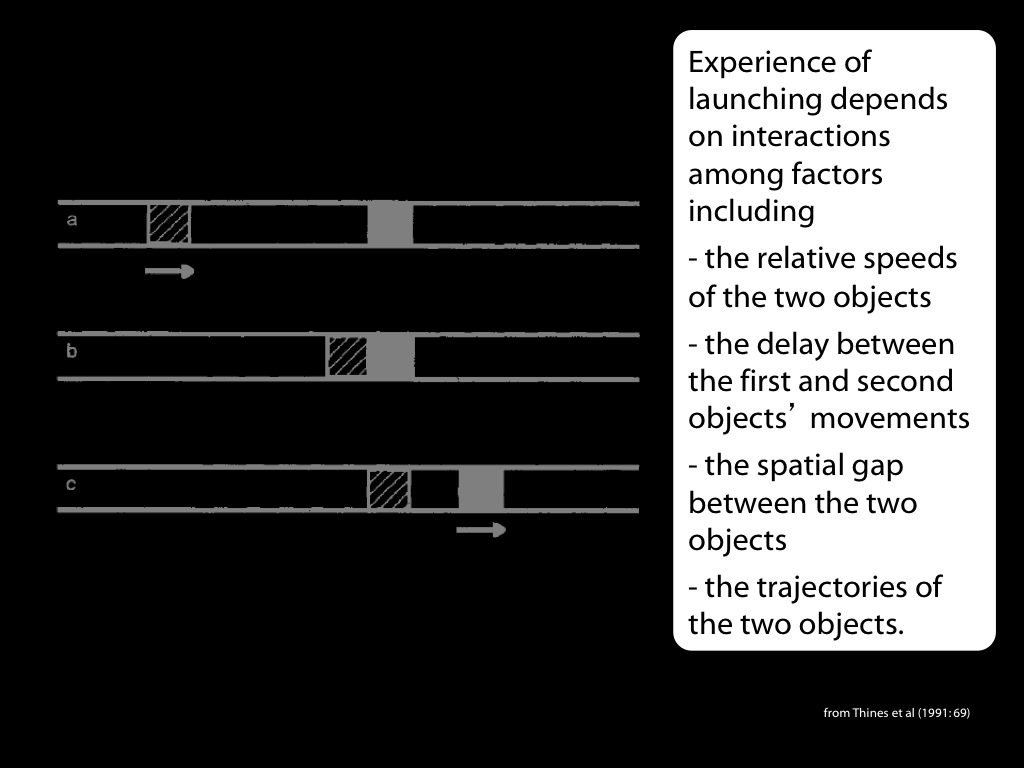 a
b
c
Experience of
launching depends
on interactions
among factors
including
- the relative speeds
of the two objects
- the delay between
the first and second
objects’ movements
- the spatial gap
between the two
objects
- the trajectories of
the two objects.
from Thines et al (1991: 69)